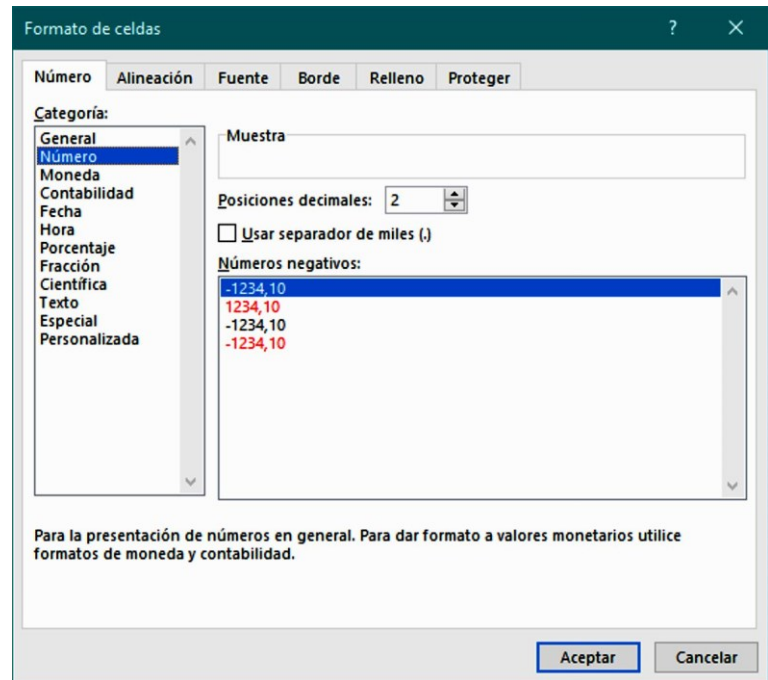 Formato de celdas
Número Alineación Fuente Borde Relleno Proteger
Categoría:
General
Número
Moneda
Contabilidad
Fecha
Hora
Porcentaje
Fracción
Científica
Texto
Especial
Personalizada
Muestra
Posiciones decimales: 2
Usar separador de miles (.)
Números negativos:
-1234,10
1234,10
-1234,10
-1234,10
Para la presentación de números en general. Para dar formato a valores monetarios utilice
formatos de moneda y contabilidad.
Aceptar Cancelar